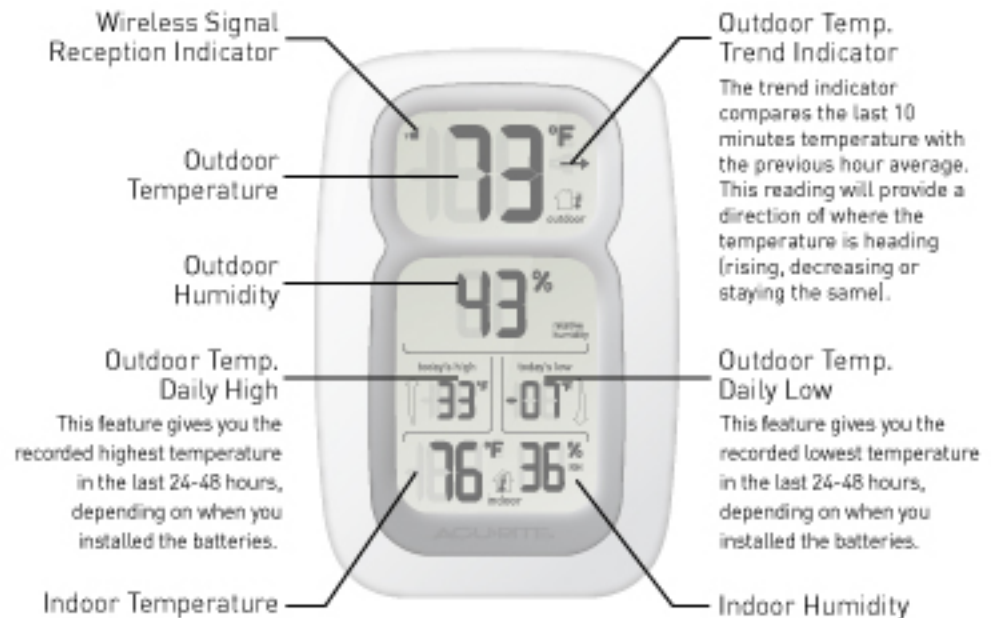 Wireless Signal
Reception Indicator
Outdoor
Temperature
Outdoor
Humidity
Outdoor Temp.
Daily High
This feature gives you the
recorded highest temperature
in the last 24-48 hours,
depending on when you
installed the batteries.
Indoor Temperature
73 °F
outdoor
43 %
relative
humidity
today's high
33 °F
today's low
-07 °F
76 °F
indoor
36 %
ACURITE
Outdoor Temp.
Trend Indicator
The trend indicator
compares the last 10
minutes temperature with
the previous hour average.
This reading will provide a
direction of where the
temperature is heading
(rising, decreasing or
staying the same).
Outdoor Temp.
Daily Low
This feature gives you the
recorded lowest temperature
in the last 24-48 hours,
depending on when you
installed the batteries.
Indoor Humidity